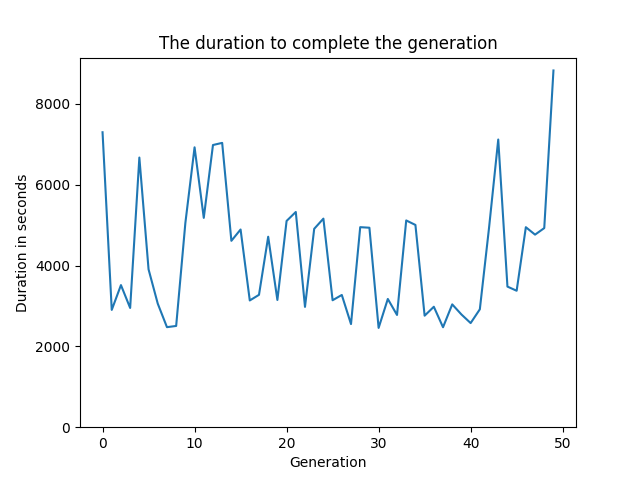 The duration to complete the generation
Duration in seconds
8000
6000
4000
2000
0
0 10 20 30 40 50
Generation